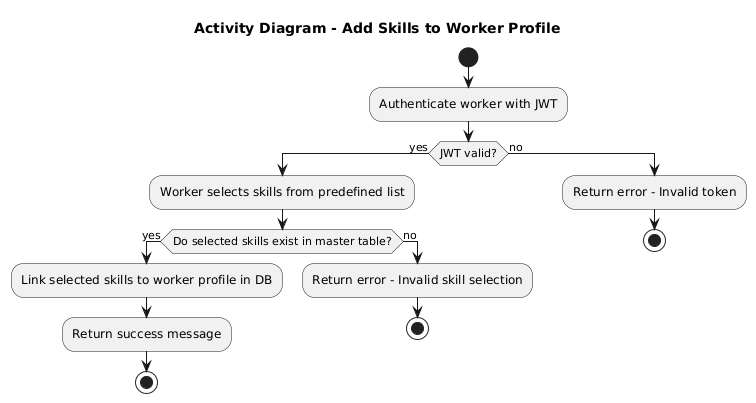 Activity Diagram - Add Skills to Worker Profile
Authenticate worker with JWT
yes
JWT valid?
no
Worker selects skills from predefined list
Return error - Invalid token
yes
Do selected skills exist in master table?
no
Link selected skills to worker profile in DB
Return error - Invalid skill selection
Return success message